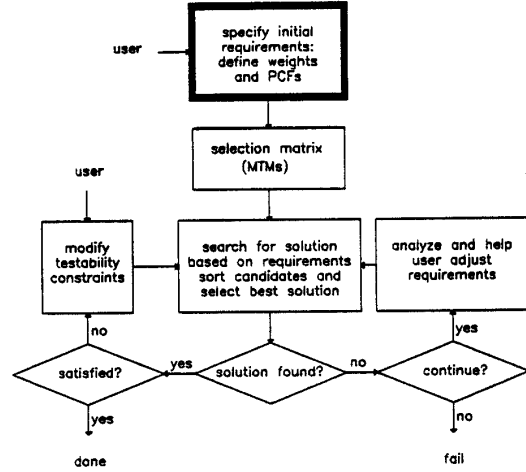 specify initial
requirements:
define weights
and PCFs
user
selection matrix
(MTMs)
user
modify
testability
constraints
search for solution
based on requirements
sort candidates and
select best solution
analyze and help
user adjust
requirements
no
yes
satisfied?
yes
solution found?
no
continue?
yes
no
done
fail